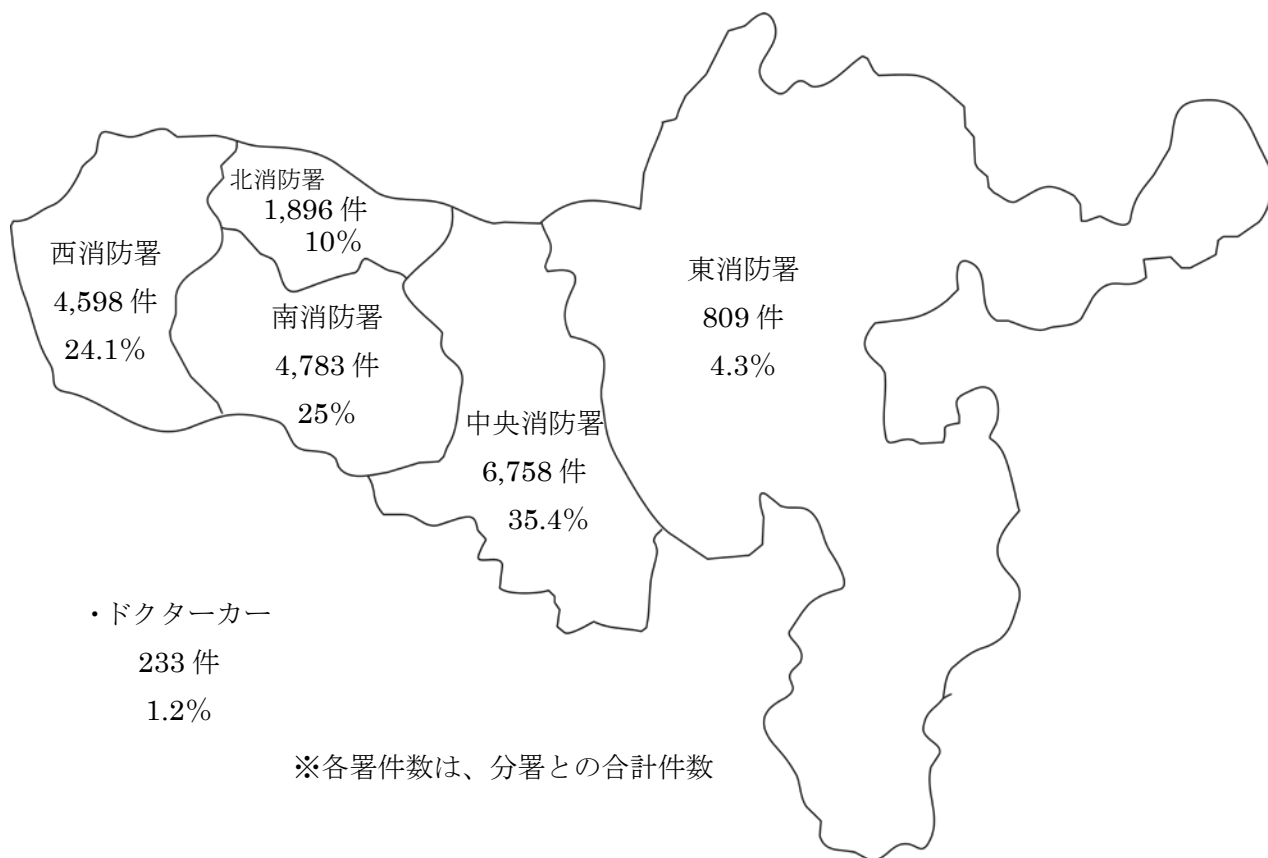 北消防署
1,896 件
10%
西消防署
4,598 件
24.1%
南消防署
4,783 件
25%
東消防署
809 件
4.3%
中央消防署
6,758 件
35.4%
・ドクターカー
233 件
1.2%
※各署件数は、分署との合計件数